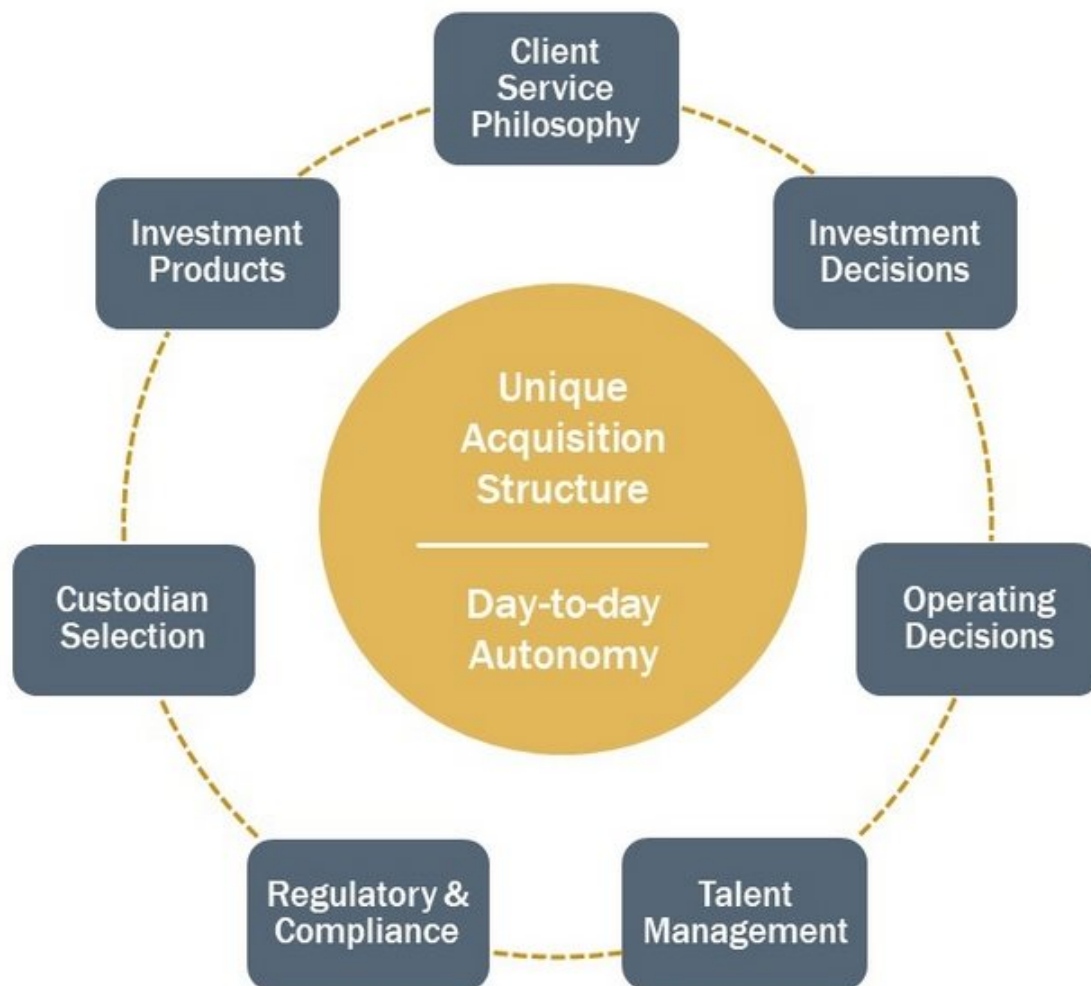 Client
Service
Philosophy
Investment
Products
Investment
Decisions
Unique
Acquisition
Structure
Day-to-day
Autonomy
Custodian
Selection
Operating
Decisions
Regulatory &
Compliance
Talent
Management